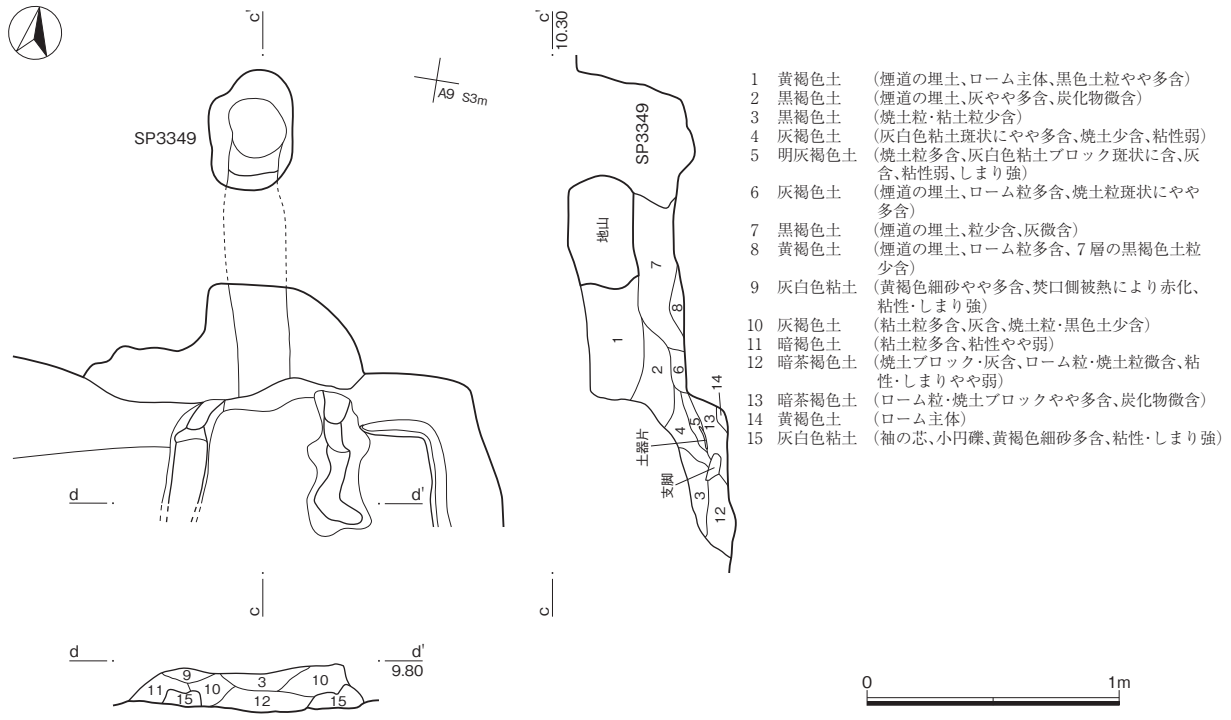 c'
c'
10.30
SP3349
A9 S3m
SP3349
地山
7
8
1
2
6
14
13
5
4
土器片
支脚
3
12
d
d'
c
c
d
d'
9.80
9
3
10
11
15
10
12
15
0
1m
1 黄褐色土 (煙道の埋土、ローム主体、黒色土粒やや多含)
2 黒褐色土 (煙道の埋土、灰やや多含、炭化物微含)
3 黒褐色土 (焼土粒・粘土粒少含)
4 灰褐色土 (灰白色粘土斑状にやや多含、焼土少含、粘性弱)
5 明灰褐色土 (焼土粒多含、灰白色粘土ブロック斑状に含、灰
含、粘性弱、しまり強)
6 灰褐色土 (煙道の埋土、ローム粒多含、焼土粒斑状にやや
多含)
7 黒褐色土 (煙道の埋土、粒少含、灰微含)
8 黄褐色土 (煙道の埋土、ローム粒多含、7層の黒褐色土粒
少含)
9 灰白色粘土 (黄褐色細砂やや多含、焚口側被熱により赤化、
粘性・しまり強)
10 灰褐色土 (粘土粒多含、灰含、焼土粒・黒色土少含)
11 暗褐色土 (粘土粒多含、粘性やや弱)
12 暗茶褐色土 (焼土ブロック・灰含、ローム粒・焼土粒微含、粘
性・しまりやや弱)
13 暗茶褐色土 (ローム粒・焼土ブロックやや多含、炭化物微含)
14 黄褐色土 (ローム主体)
15 灰白色粘土 (袖の芯、小円礫、黄褐色細砂多含、粘性・しまり強)